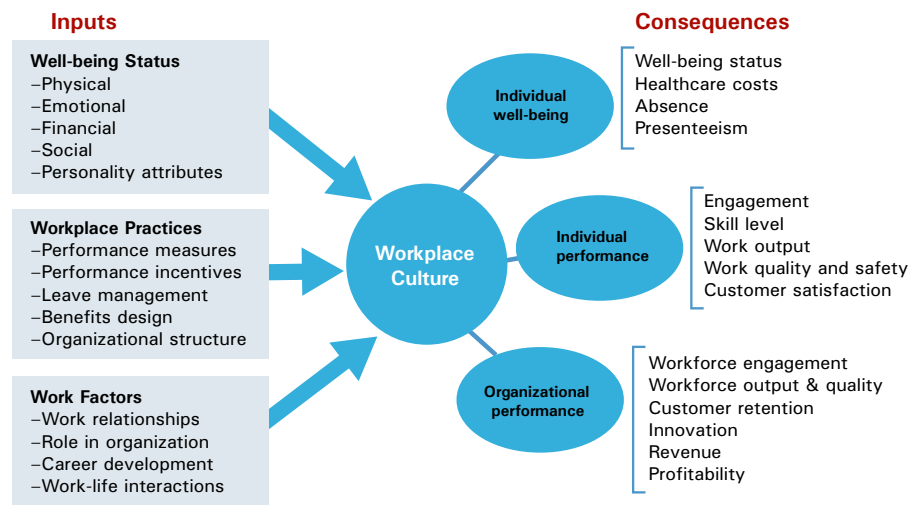 Inputs
Well-being Status
–Physical
–Emotional
–Financial
–Social
–Personality attributes
Workplace Practices
–Performance measures
–Performance incentives
–Leave management
–Benefits design
–Organizational structure
Work Factors
–Work relationships
–Role in organization
–Career development
–Work-life interactions
Workplace
Culture
Consequences
Individual
well-being
Well-being status
Healthcare costs
Absence
Presenteeism
Individual
performance
Engagement
Skill level
Work output
Work quality and safety
Customer satisfaction
Organizational
performance
Workforce engagement
Workforce output & quality
Customer retention
Innovation
Revenue
Profitability